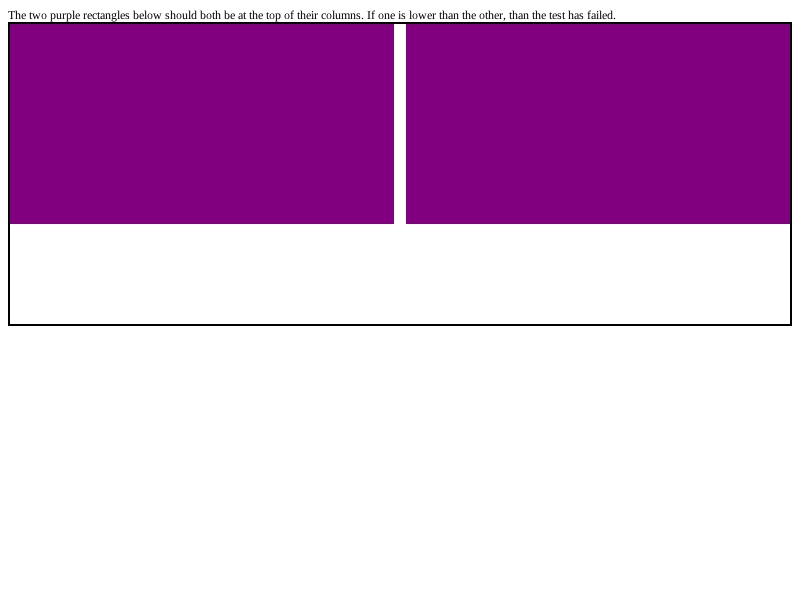 The two purple rectangles below should both be at the top of their columns. If one is lower than the other, than the test has failed.